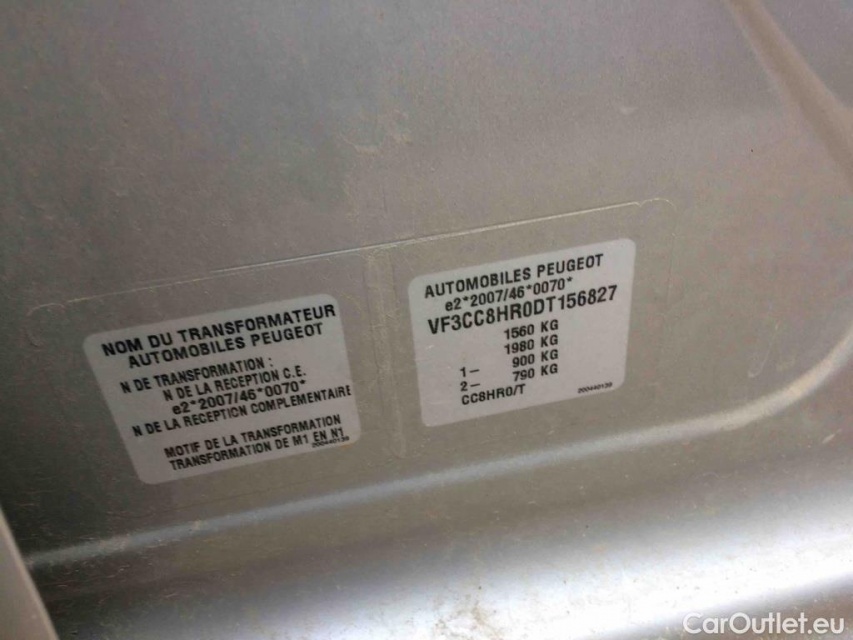 NOM DU TRANSFORMATEUR
AUTOMOBILES PEUGEOT
N DE TRANSFORMATION :
N DE LA RECEPTION C.E.
e2*2007/46*0070*
N DE LA RECEPTION COMPLEMENTAIRE
MOTIF DE LA TRANSFORMATION
TRANSFORMATION DE M1 EN N1
200440139
AUTOMOBILES PEUGEOT
e2*2007/46*0070*
VF3CC8HR0DT156827
1560 KG
1980 KG
1- 900 KG
2- 790 KG
CC8HR0/T
200440139
CarOutlet.eu